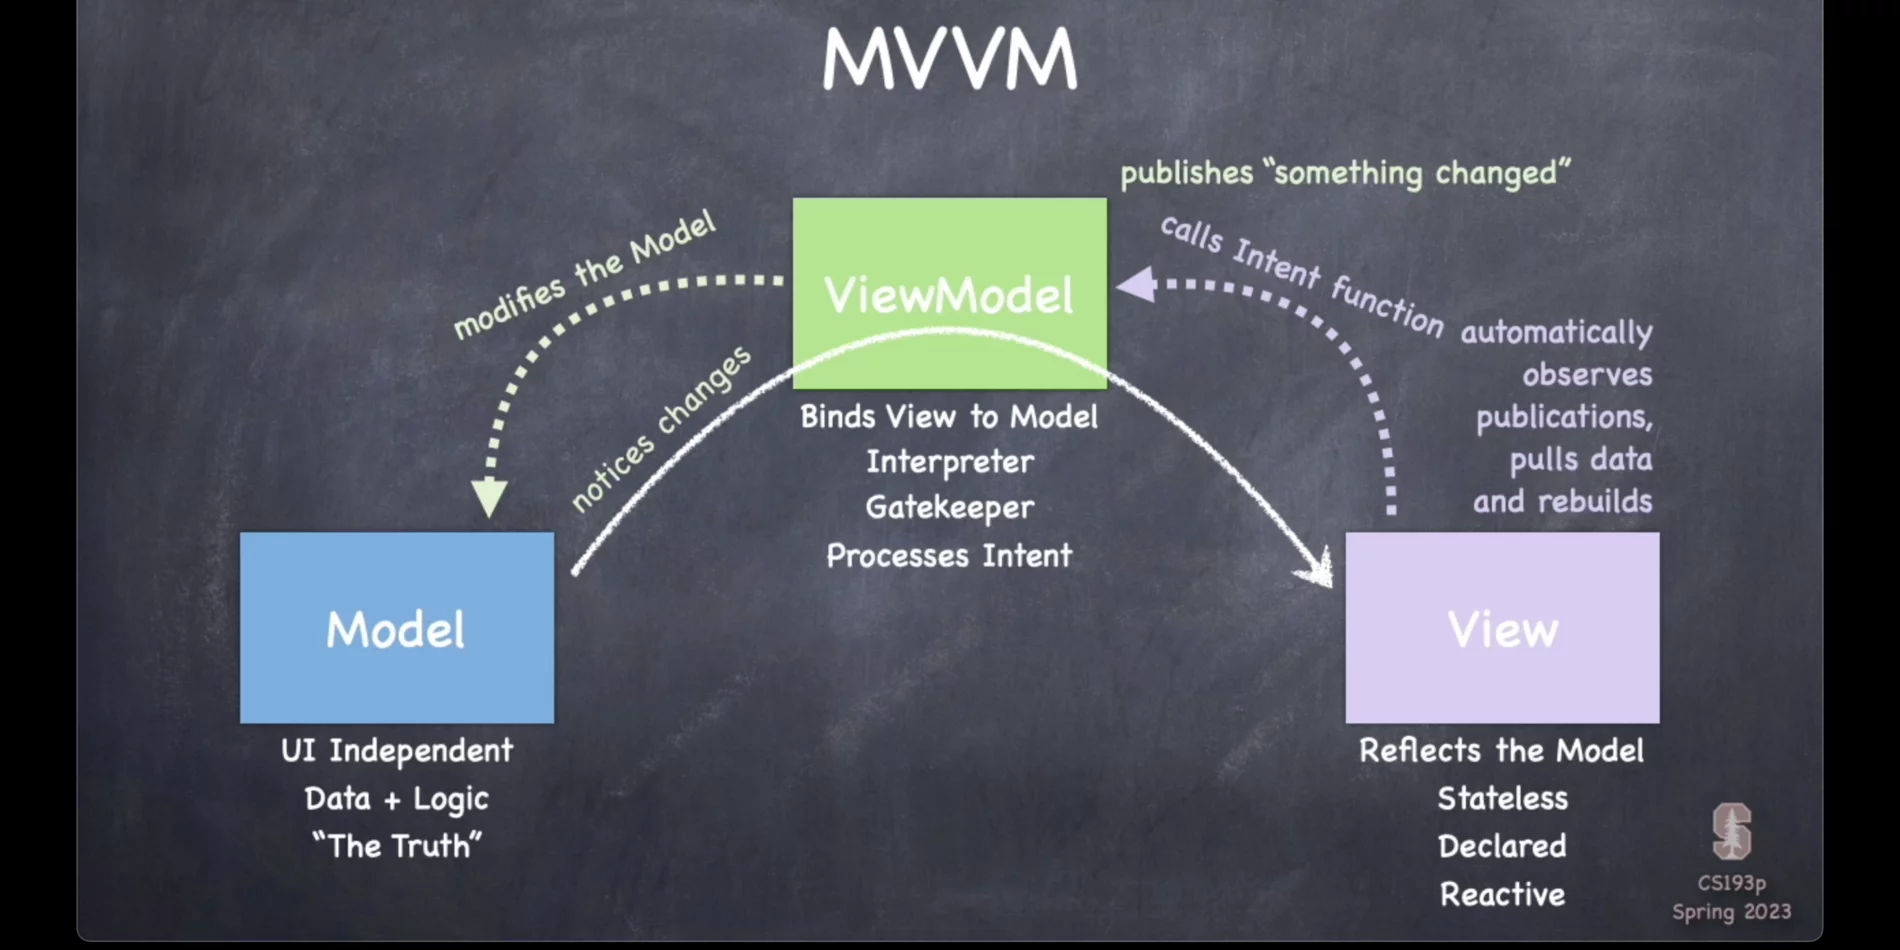 MVVM
publishes “something changed”
modifies the Model
ViewModel
calls Intent function
automatically
observes
publications,
pulls data
and rebuilds
notices changes
Binds View to Model
Interpreter
Gatekeeper
Processes Intent
Model
View
UI Independent
Data + Logic
“The Truth”
Reflects the Model
Stateless
Declared
Reactive
S
CS193p
Spring 2023